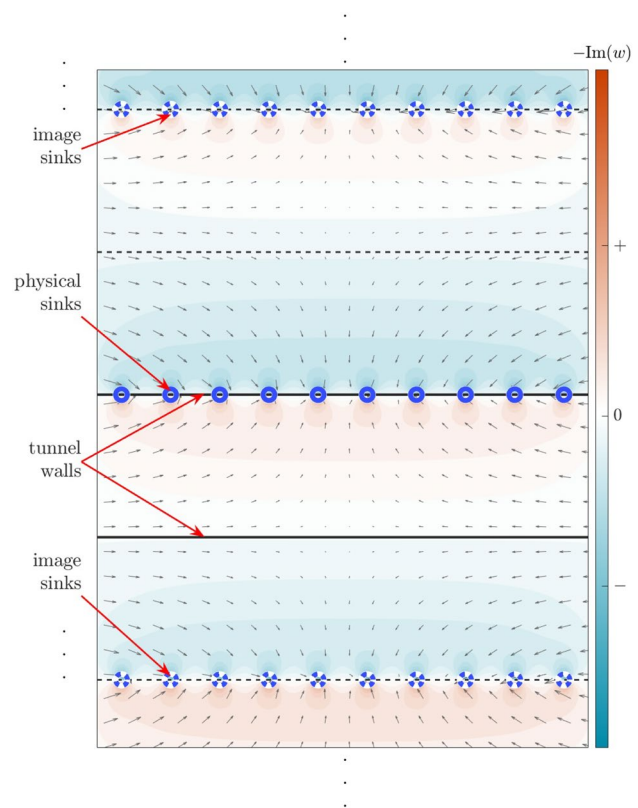 −Im(w)
image
sinks
+
physical
sinks
0
tunnel
walls
image
sinks
−